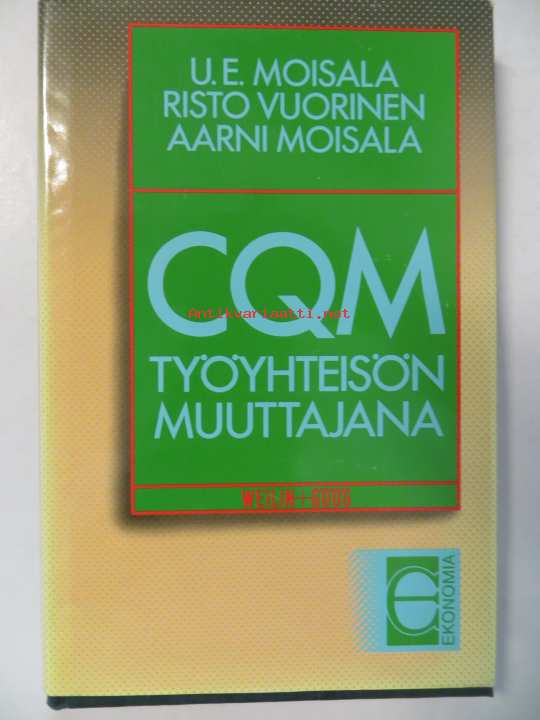 U. E. MOISALA
RISTO VUORINEN
AARNI MOISALA
CQM
Antikvariaatti.net
TYÖYHTEISÖN
MUUTTAJANA
WEILIN+GÖÖS
e
EKONOMIA